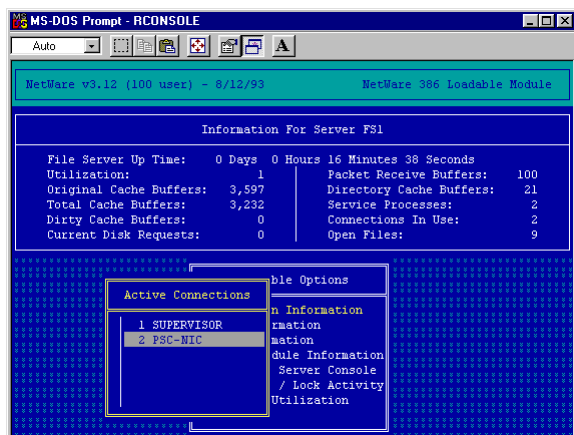 MS-DOS Prompt - RCONSOLE
Auto
A
NetWare v3.12 (100 user) - 8/12/93 NetWare 386 Loadable Module
Information For Server FS1
File Server Up Time: 0 Days 0 Hours 16 Minutes 38 Seconds
Utilization: 1 Packet Receive Buffers: 100
Original Cache Buffers: 3,597 Directory Cache Buffers: 21
Total Cache Buffers: 3,232 Service Processes: 2
Dirty Cache Buffers: 0 Connections In Use: 2
Current Disk Requests: 0 Open Files: 9
ble Options
Active Connections
n Information
1 SUPERVISOR rmation
2 PSC-NIC mation
dule Information
Server Console
/ Lock Activity
Utilization